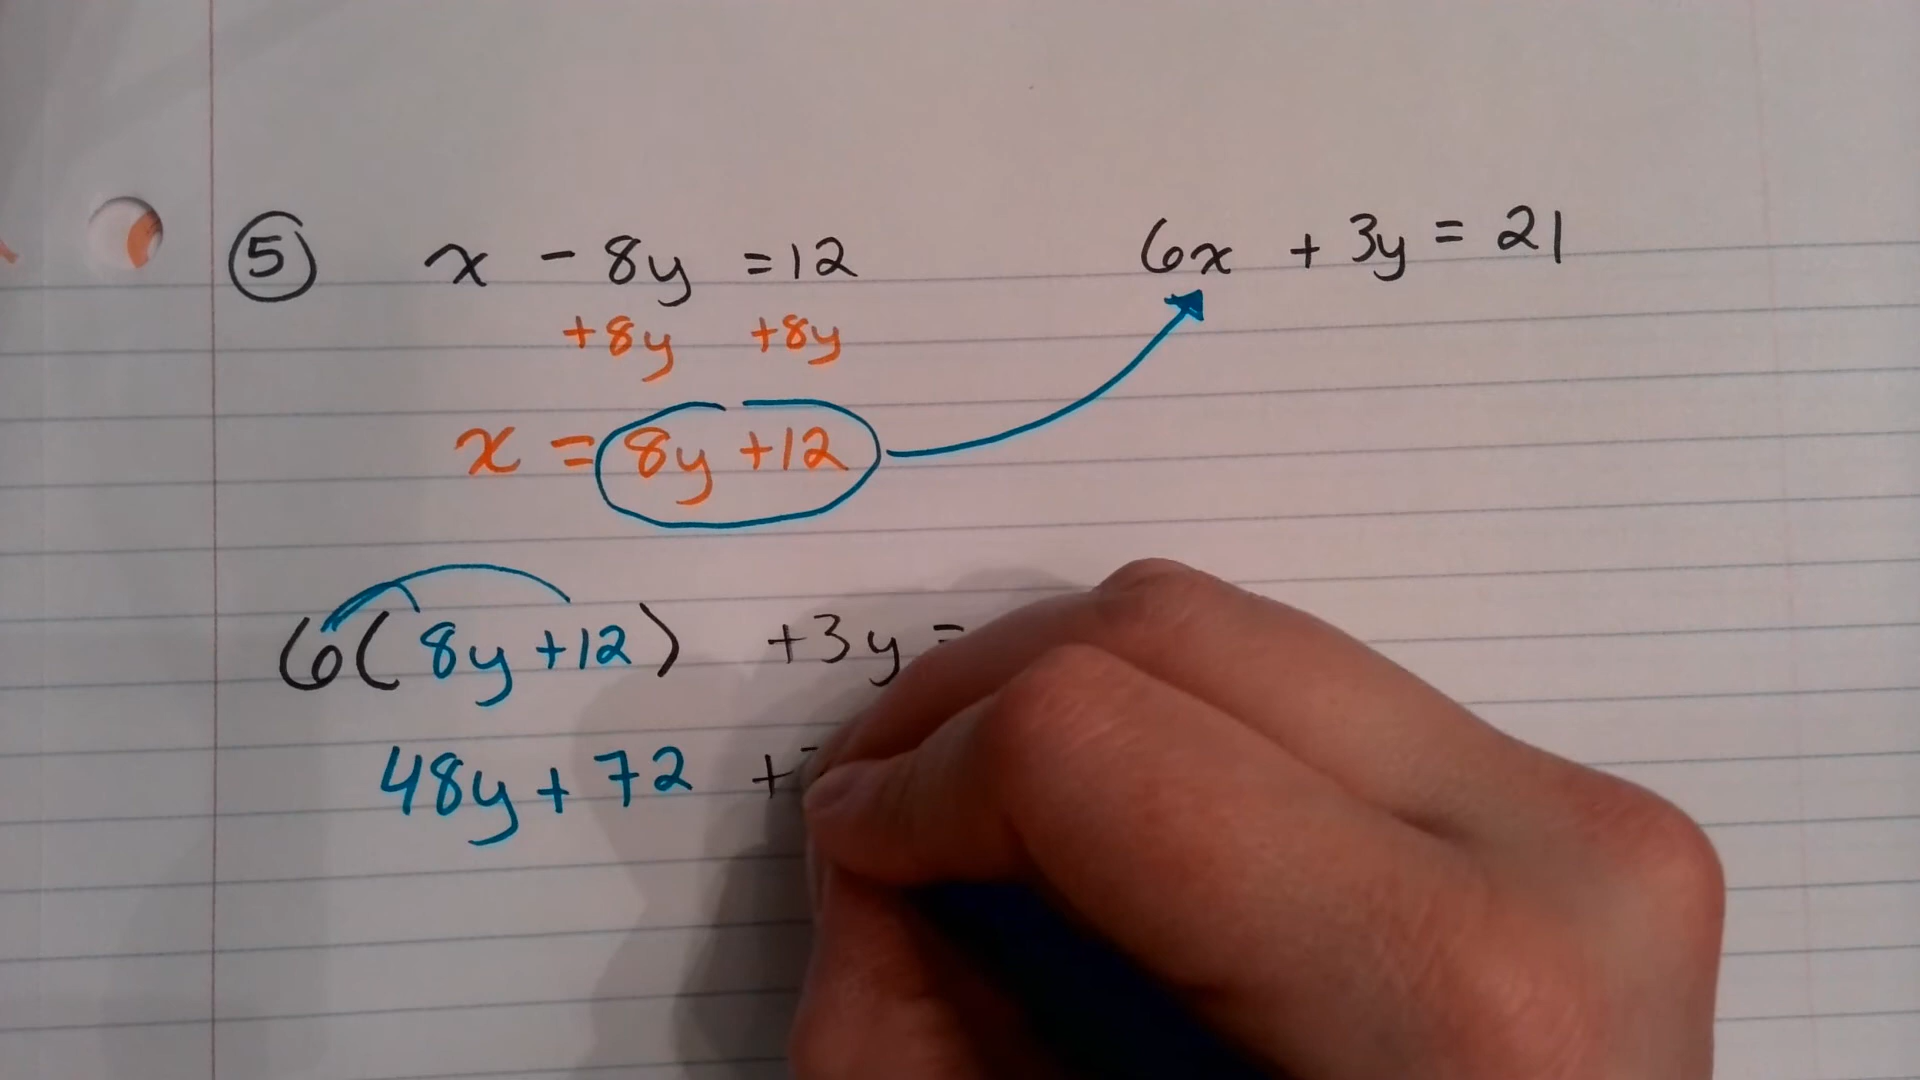 5 x - 8y = 12 6x + 3y = 21
+8y +8y
x = 8y +12
6(8y +12) +3y =
48y + 72 +